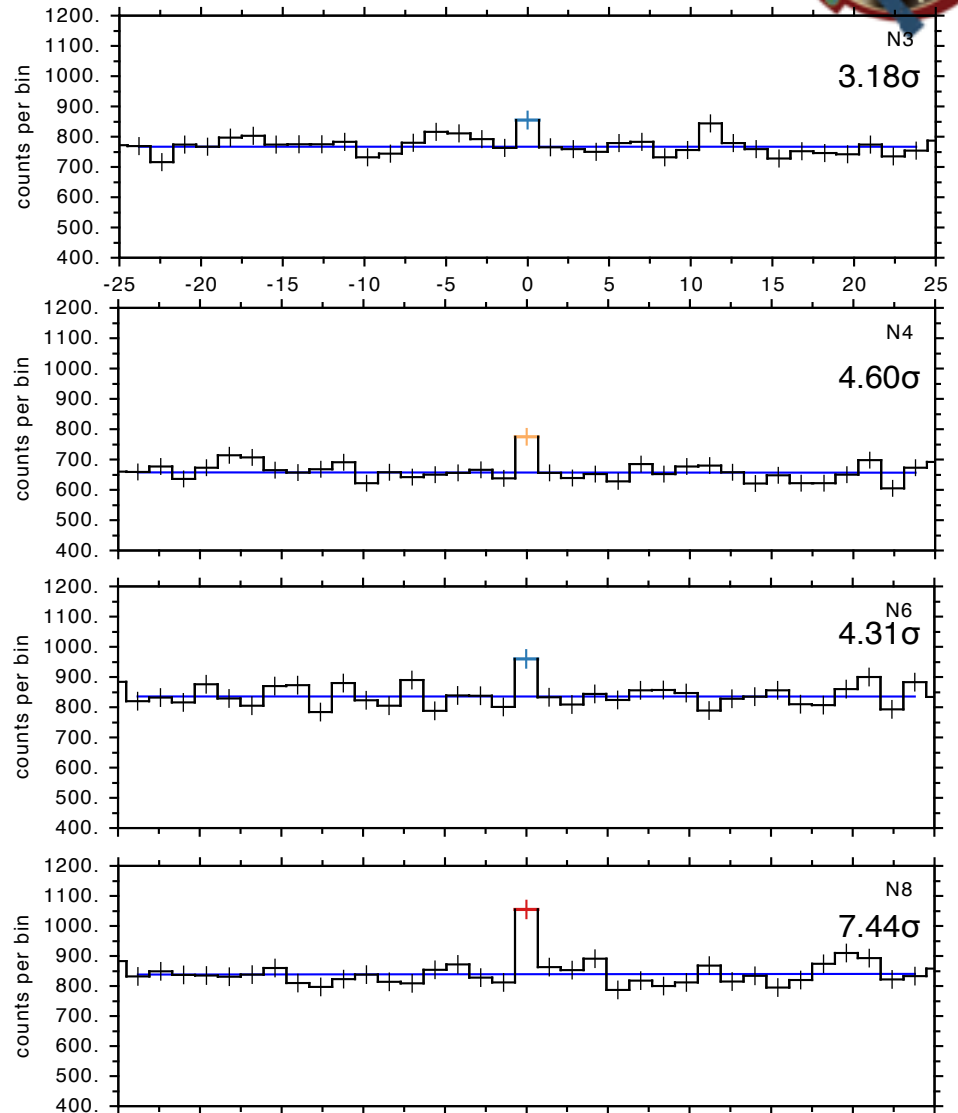 1200.
1100.
N3
1000.
3.18σ
900.
800.
700.
600.
500.
400.
counts per bin
-25 -20 -15 -10 -5 0 5 10 15 20 25
1200.
N4
1100.
1000.
4.60σ
900.
800.
700.
600.
500.
400.
counts per bin
1200.
N6
1100.
4.31σ
1000.
900.
800.
700.
600.
500.
400.
counts per bin
1200.
N8
1100.
1000.
7.44σ
900.
800.
700.
600.
500.
400.
counts per bin